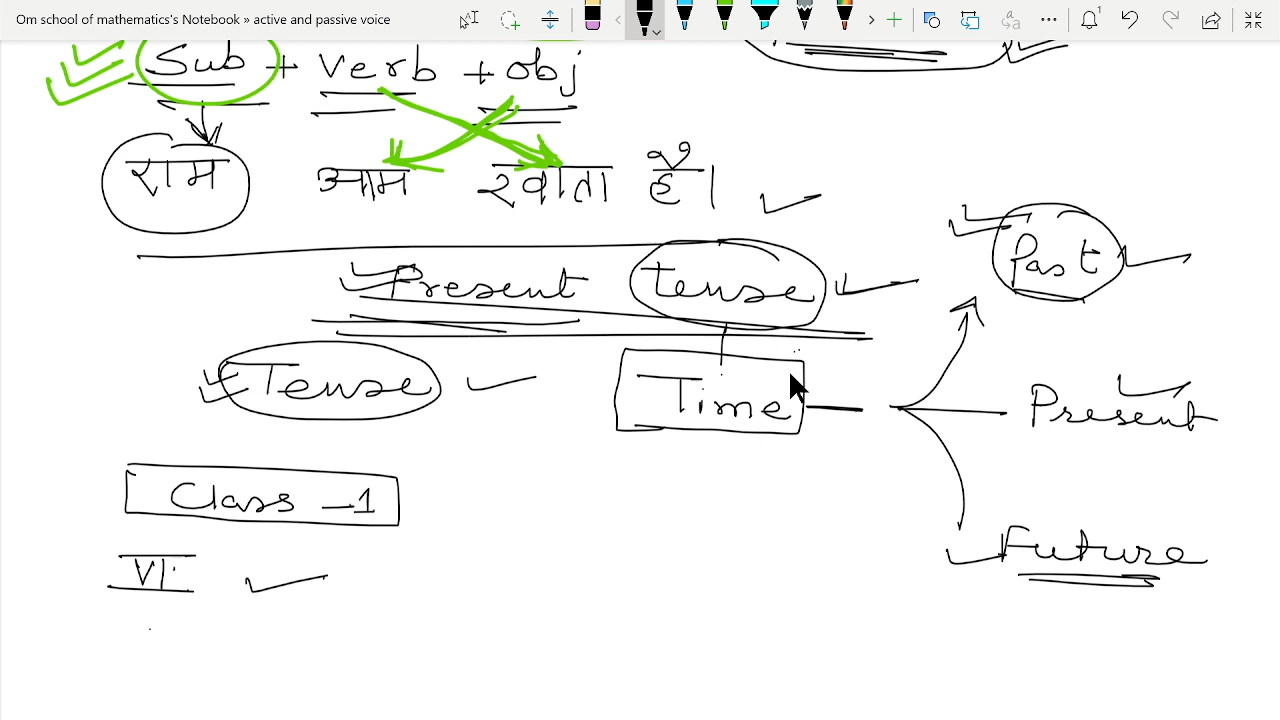 Om school of mathematics's Notebook » active and passive voice
Sub + Verb + obj
राम आम खाता है।
Present tense
Past
Tense
Time
Present
Class - 1
Future
VI